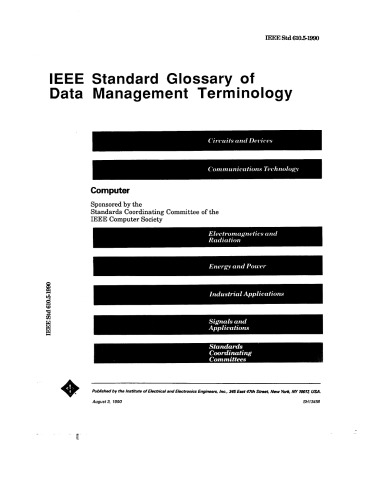 IEEE Std 610.5-1990
IEEE Standard Glossary of
Data Management Terminology
Circuits and Devices
Communications Technology
Computer
Sponsored by the
Standards Coordinating Committee of the
IEEE Computer Society
Electromagnetics and
Radiation
Energy and Power
Industrial Applications
Signals and
Applications
Standards
Coordinating
Committees
IEEE Std 610.5-1990
Published by the Institute of Electrical and Electronics Engineers, Inc., 345 East 47th Street, New York, NY 10017, USA.
August 3, 1990